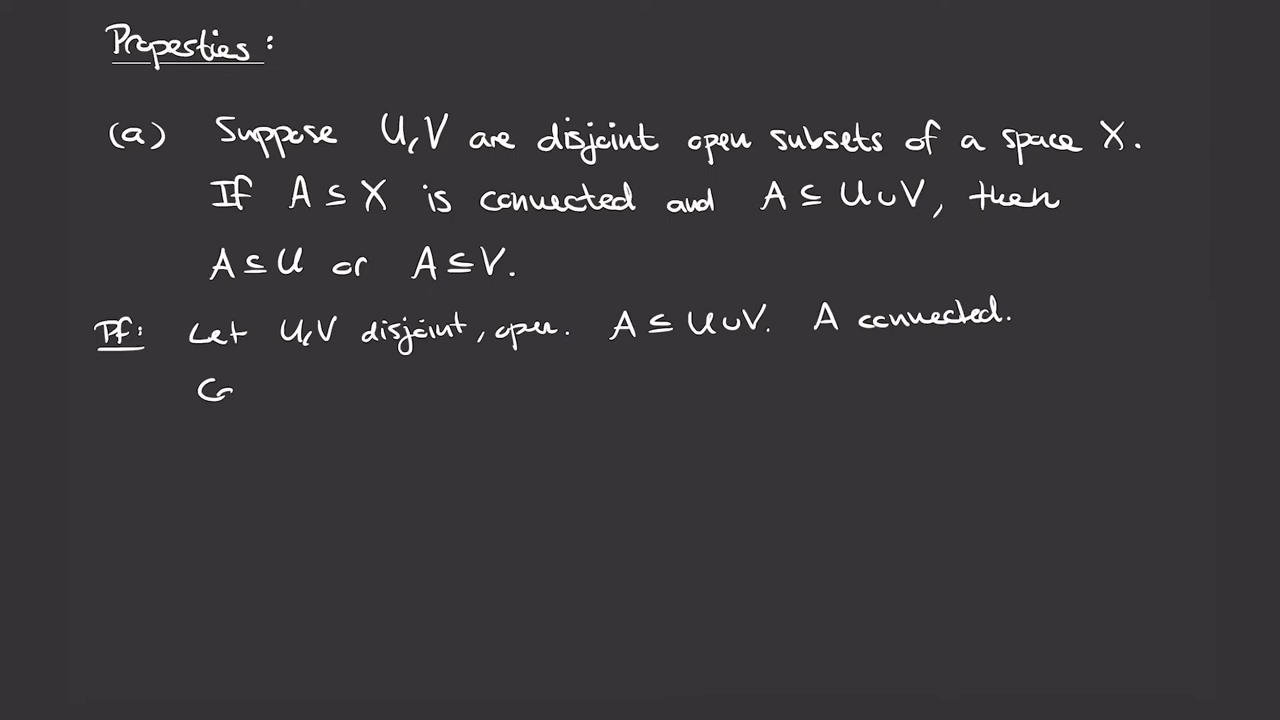 Properties:
(a) Suppose U, V are disjoint open subsets of a space X.
If A ⊆ X is connected and A ⊆ U ∪ V, then
A ⊆ U or A ⊆ V.
Pf: Let U, V disjoint, open. A ⊆ U ∪ V. A connected.